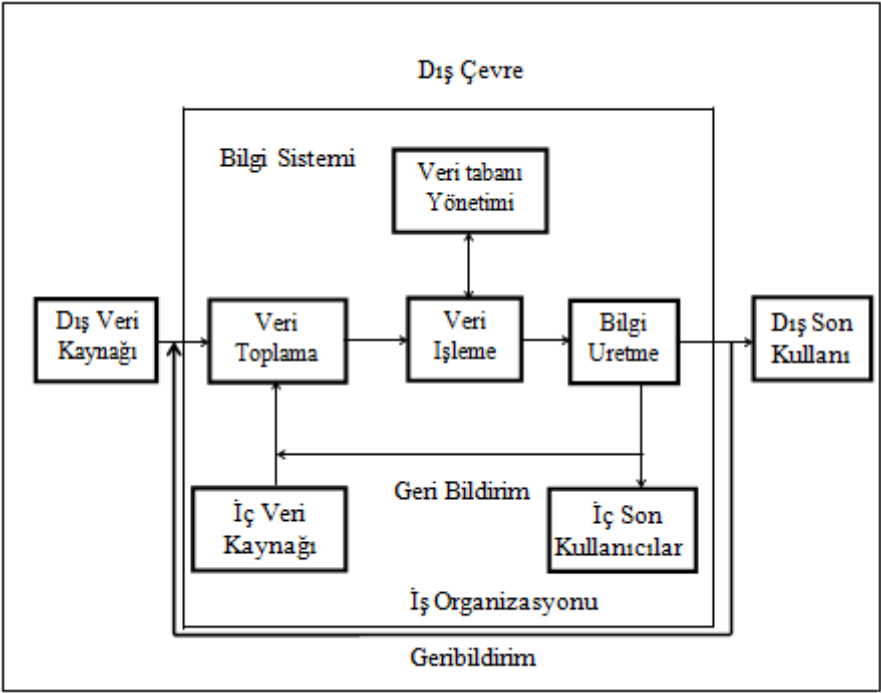 Dış Çevre
Bilgi Sistemi
Veri tabanı
Yönetimi
Dış Veri
Kaynağı
Veri
Toplama
Veri
Işleme
Bilgi
Uretme
Dış Son
Kullanı
Geri Bildirim
İç Veri
Kaynağı
İç Son
Kullanıcılar
İş Organizasyonu
Geribildirim